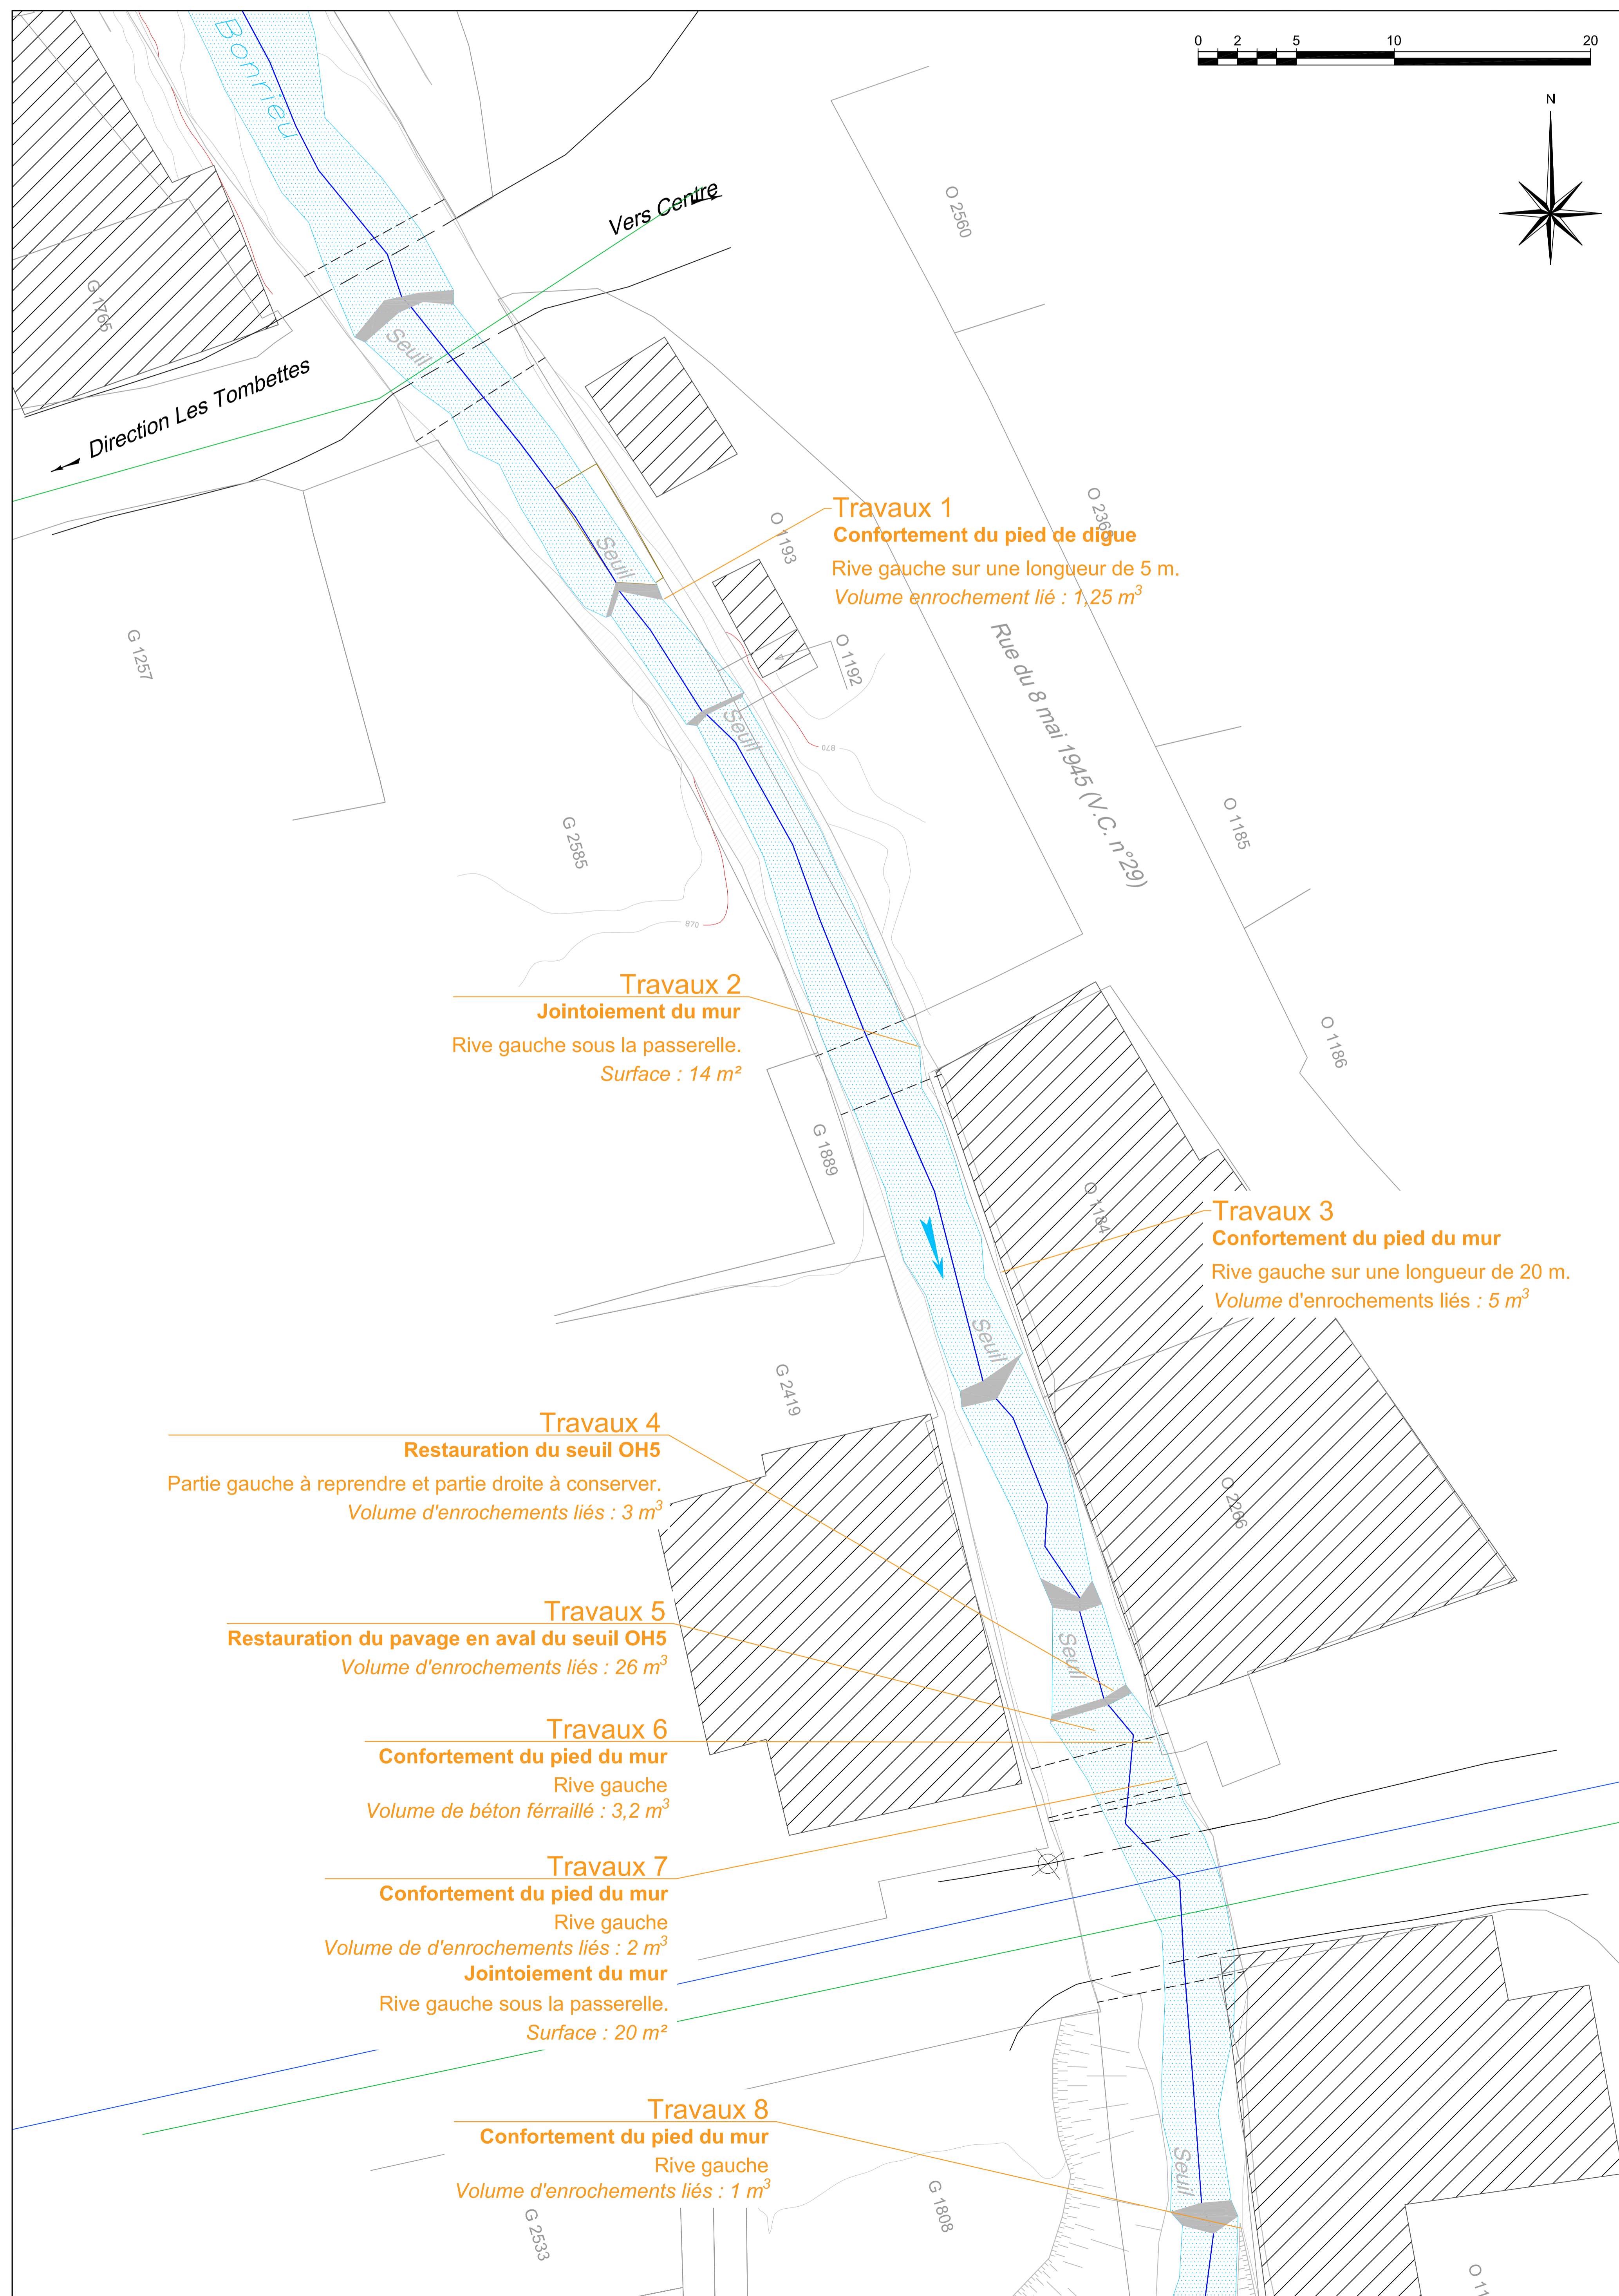 Bonrieu
0 2 5 10 20
N
Vers Centre
O 2560
G 1765
Seuil
Direction Les Tombettes
Travaux 1
Confortement du pied de digue
Rive gauche sur une longueur de 5 m.
Volume enrochement lié : 1,25 m³
O 1193
Seuil
G 1257
O 1192
Rue du 8 mai 1945 (V.C. n°29)
Seuil
870
O 1185
G 2585
870
Travaux 2
Jointoiement du mur
Rive gauche sous la passerelle.
Surface : 14 m²
O 1186
G 1889
O 1184
Travaux 3
Confortement du pied du mur
Rive gauche sur une longueur de 20 m.
Volume d'enrochements liés : 5 m³
Seuil
G 2419
Travaux 4
Restauration du seuil OH5
Partie gauche à reprendre et partie droite à conserver.
Volume d'enrochements liés : 3 m³
O 2266
Travaux 5
Restauration du pavage en aval du seuil OH5
Volume d'enrochements liés : 26 m³
Seuil
Travaux 6
Confortement du pied du mur
Rive gauche
Volume de béton férraillé : 3,2 m³
Travaux 7
Confortement du pied du mur
Rive gauche
Volume de d'enrochements liés : 2 m³
Jointoiement du mur
Rive gauche sous la passerelle.
Surface : 20 m²
Travaux 8
Confortement du pied du mur
Rive gauche
Volume d'enrochements liés : 1 m³
Seuil
G 1808
G 2533